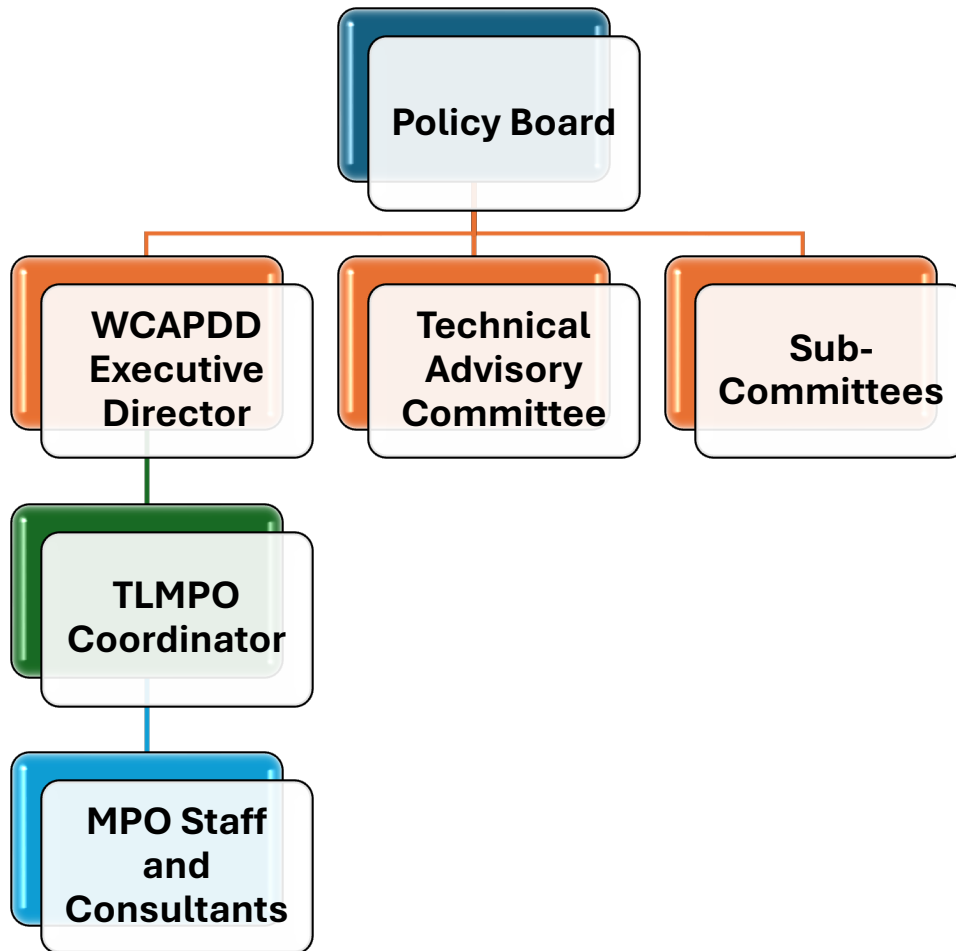 Policy Board
WCAPDD
Executive
Director
Technical
Advisory
Committee
Sub-
Committees
TLMPO
Coordinator
MPO Staff
and
Consultants